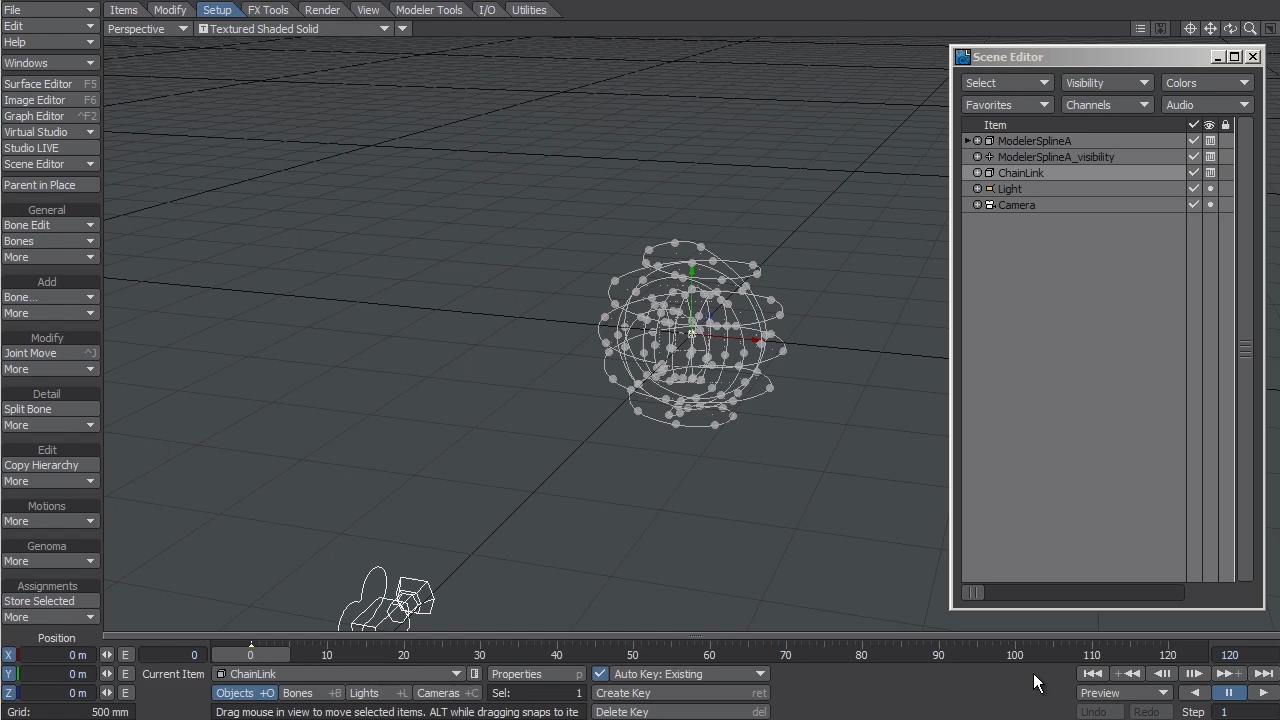 File
Items Modify Setup FX Tools Render View Modeler Tools I/O Utilities
Edit
Perspective Textured Shaded Solid
Help
Windows
Surface Editor F5
Image Editor F6
Graph Editor ^F2
Virtual Studio
Studio LIVE
Scene Editor
Parent in Place
General
Bone Edit
Bones
More
Add
Bone...
More
Modify
Joint Move ^J
More
Detail
Split Bone
More
Edit
Copy Hierarchy
More
Motions
More
Genoma
More
Assignments
Store Selected
More
Scene Editor
Select Visibility Colors
Favorites Channels Audio
Item
ModelerSplineA
ModelerSplineA_visibility
ChainLink
Light
Camera
Position
X 0 m E 0 0 10 20 30 40 50 60 70 80 90 100 110 120 120
Y 0 m E Current Item ChainLink Properties p Auto Key: Existing
Z 0 m E Objects +O Bones +B Lights +L Cameras +C Sel: 1 Create Key ret Preview
Grid: 500 mm Drag mouse in view to move selected items. ALT while dragging snaps to ite Delete Key del Undo Redo Step 1